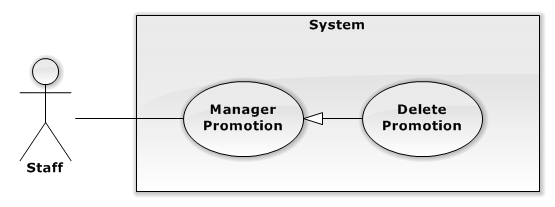 System
Manager
Promotion
Delete
Promotion
Staff